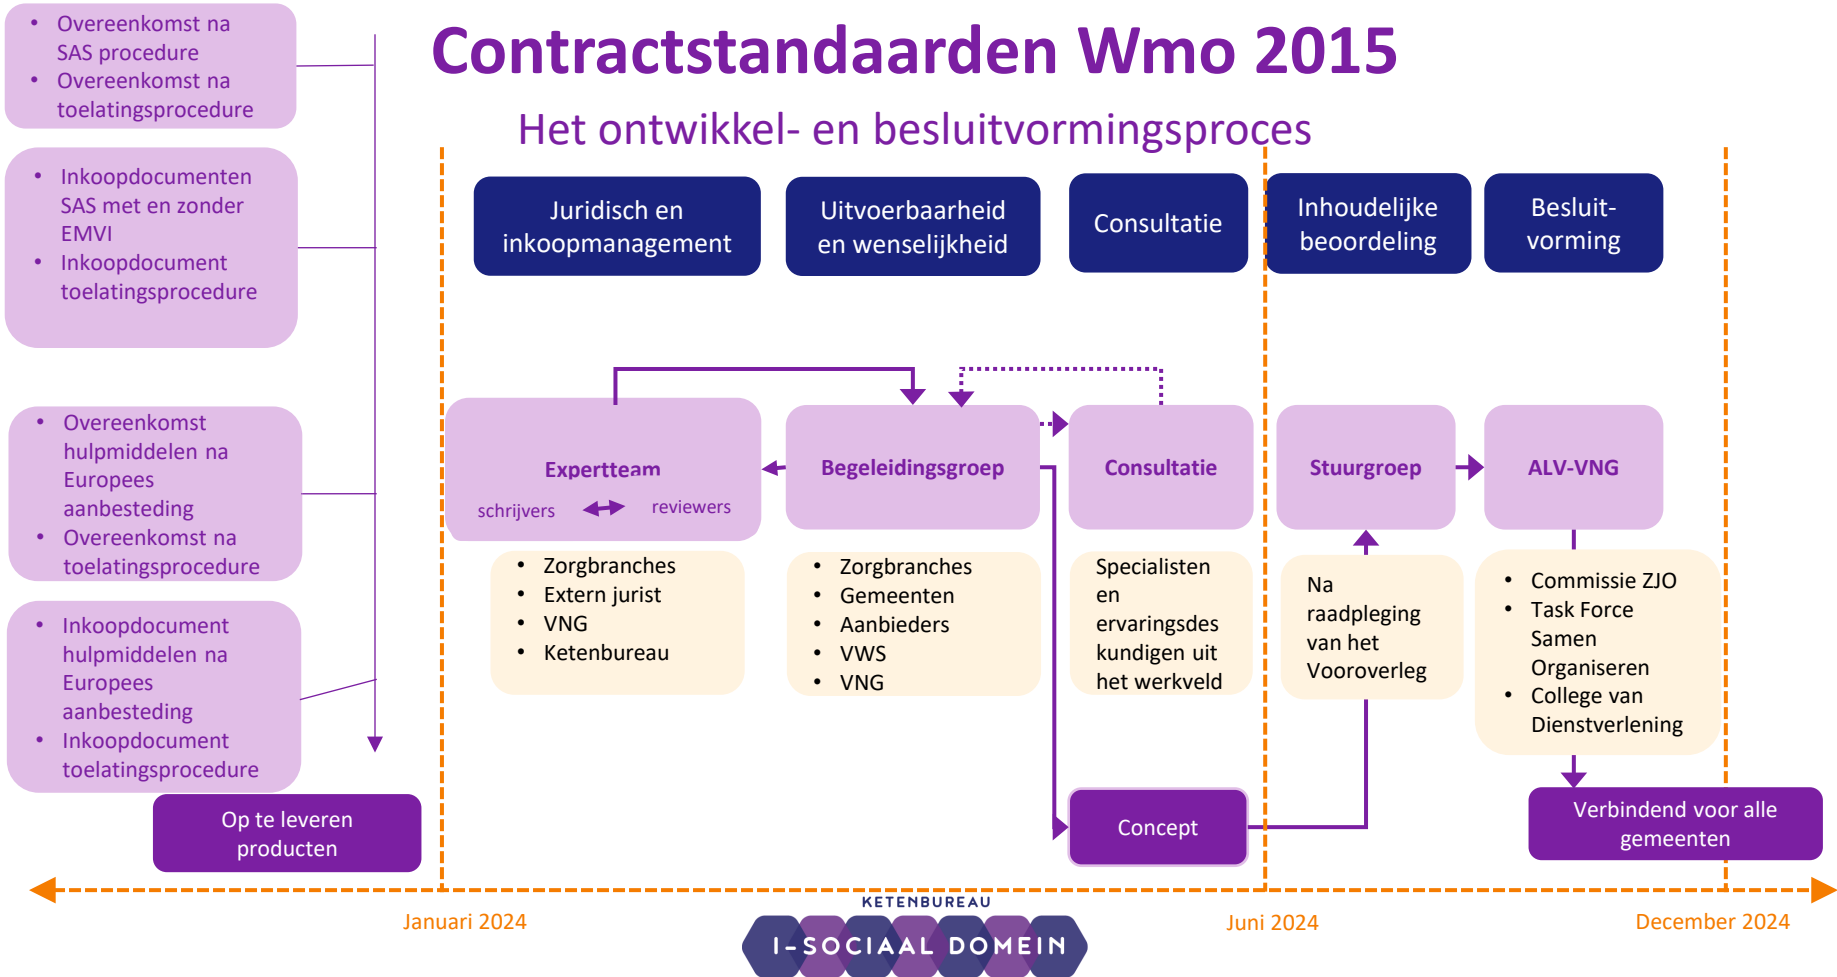 Contractstandaarden Wmo 2015
Het ontwikkel- en besluitvormingsproces
• Overeenkomst na
SAS procedure
• Overeenkomst na
toelatingsprocedure
• Inkoopdocumenten
SAS met en zonder
EMVI
• Inkoopdocument
toelatingsprocedure
• Overeenkomst
hulpmiddelen na
Europees
aanbesteding
• Overeenkomst na
toelatingsprocedure
• Inkoopdocument
hulpmiddelen na
Europees
aanbesteding
• Inkoopdocument
toelatingsprocedure
Op te leveren
producten
Juridisch en
inkoopmanagement
Uitvoerbaarheid
en wenselijkheid
Consultatie
Inhoudelijke
beoordeling
Besluit-
vorming
Expertteam
schrijvers
reviewers
Begeleidingsgroep
Consultatie
Stuurgroep
ALV-VNG
• Zorgbranches
• Extern jurist
• VNG
• Ketenbureau
• Zorgbranches
• Gemeenten
• Aanbieders
• VWS
• VNG
Specialisten
en
ervaringsdes
kundigen uit
het werkveld
Na
raadpleging
van het
Vooroverleg
• Commissie ZJO
• Task Force
Samen
Organiseren
• College van
Dienstverlening
Concept
Verbindend voor alle
gemeenten
Januari 2024
Juni 2024
December 2024
KETENBUREAU
I-SOCIAAL DOMEIN